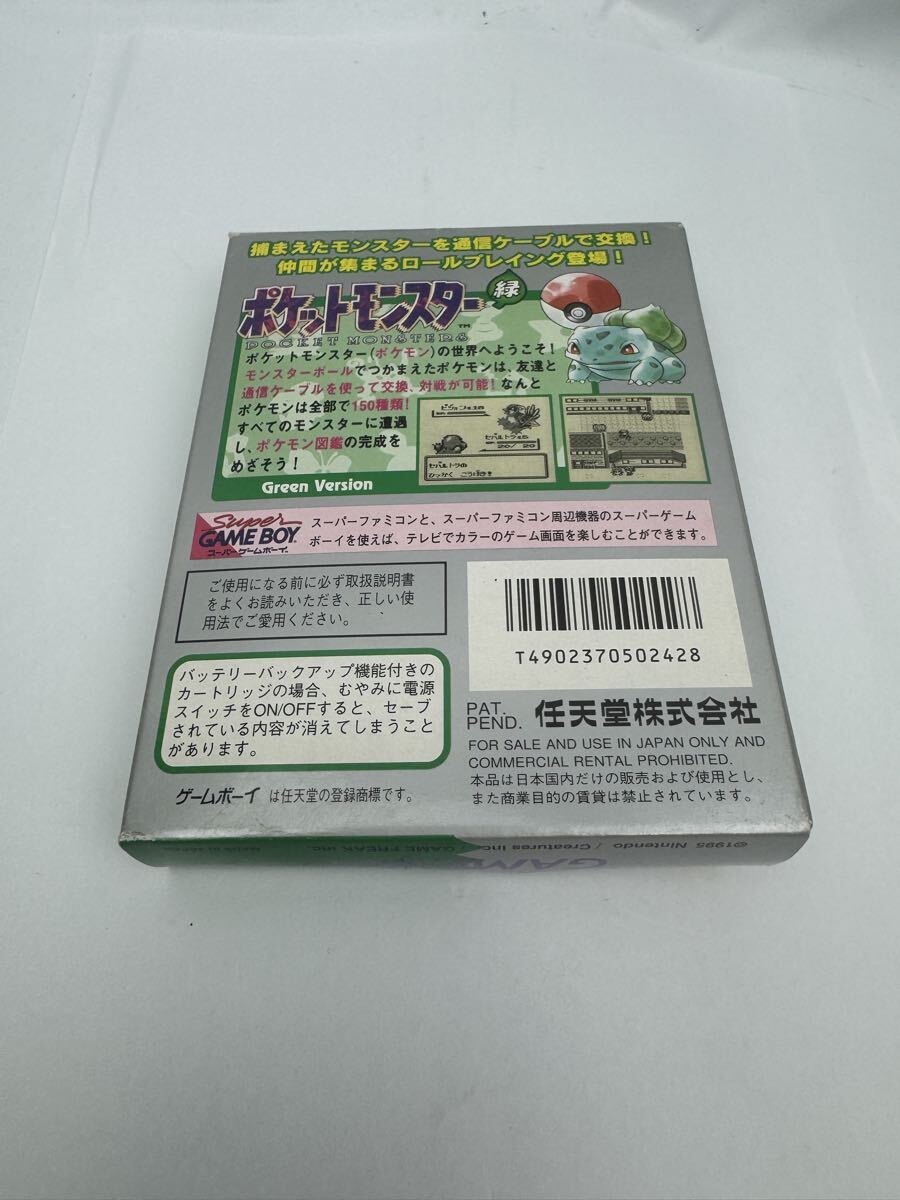 捕まえたモンスターを通信ケーブルで交換！
仲間が集まるロールプレイング登場！
ポケットモンスター 緑
TM
POCKET MONSTERS
ポケットモンスター(ポケモン)の世界へようこそ！
モンスターボールでつかまえたポケモンは、友達と
通信ケーブルを使って交換、対戦が可能！なんと
ポケモンは全部で150種類！
すべてのモンスターに遭遇
し、ポケモン図鑑の完成を
めざそう！
Green Version
Super
GAME BOY
スーパーゲームボーイ
スーパーファミコンと、スーパーファミコン周辺機器のスーパーゲーム
ボーイを使えば、テレビでカラーのゲーム画面を楽しむことができます。
ご使用になる前に必ず取扱説明書
をよくお読みいただき、正しい使
用法でご愛用ください。
T4902370502428
バッテリーバックアップ機能付きの
カートリッジの場合、むやみに電源
スイッチをON/OFFすると、セーブ
されている内容が消えてしまうこと
があります。
PAT.
PEND. 任天堂株式会社
FOR SALE AND USE IN JAPAN ONLY AND
COMMERCIAL RENTAL PROHIBITED.
本品は日本国内だけの販売および使用とし、
また商業目的の賃貸は禁止されています。
ゲームボーイ は任天堂の登録商標です。
©1995 Nintendo / Creatures inc. / GAME FREAK inc.
MADE IN JAPAN